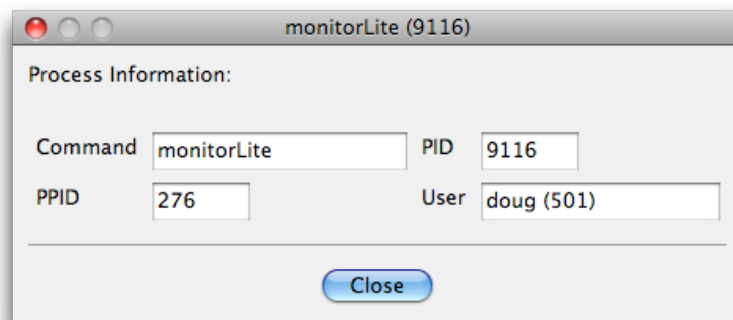 monitorLite (9116)
Process Information:
Command monitorLite PID 9116
PPID 276 User doug (501)
Close